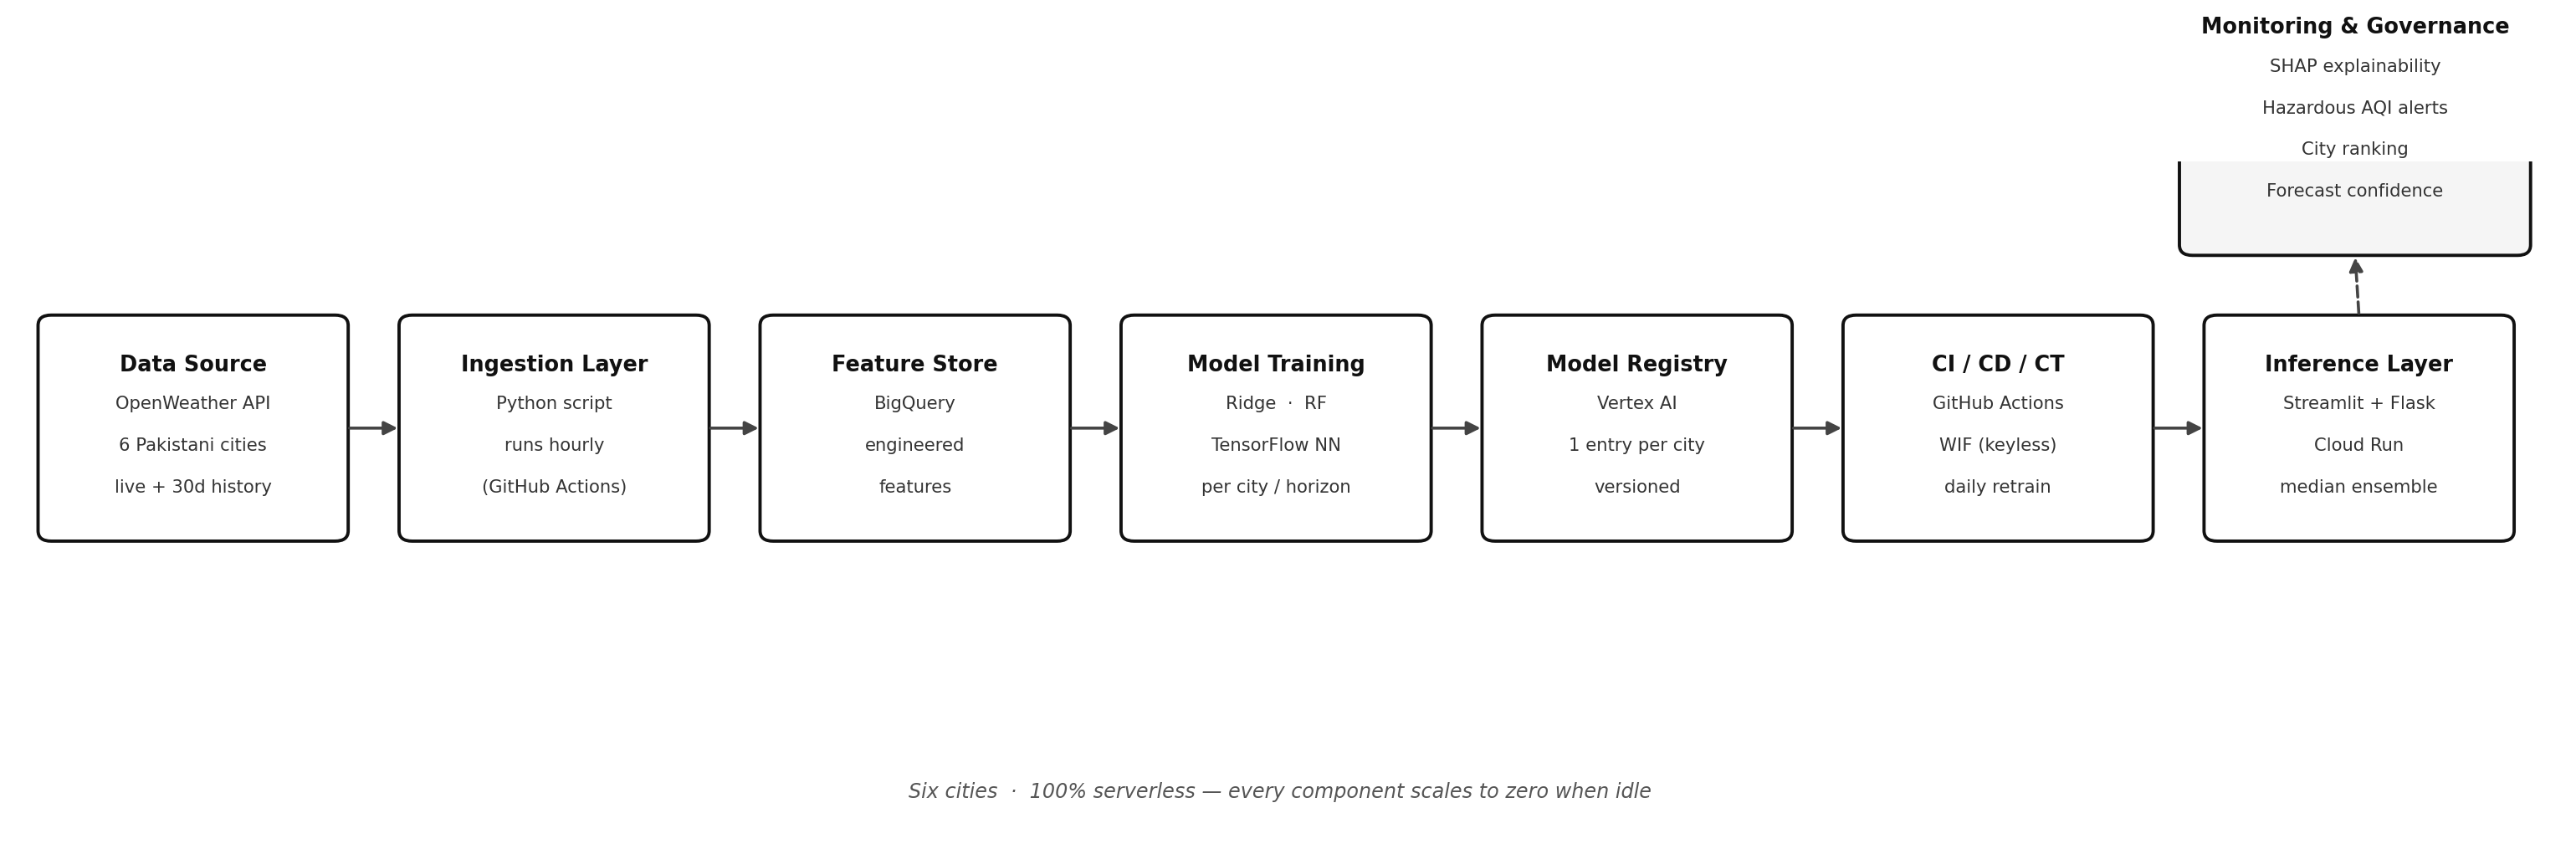 Monitoring & Governance
SHAP explainability
Hazardous AQI alerts
City ranking
Forecast confidence
Data Source
OpenWeather API
6 Pakistani cities
live + 30d history
Ingestion Layer
Python script
runs hourly
(GitHub Actions)
Feature Store
BigQuery
engineered
features
Model Training
Ridge · RF
TensorFlow NN
per city / horizon
Model Registry
Vertex AI
1 entry per city
versioned
CI / CD / CT
GitHub Actions
WIF (keyless)
daily retrain
Inference Layer
Streamlit + Flask
Cloud Run
median ensemble
Six cities · 100% serverless — every component scales to zero when idle